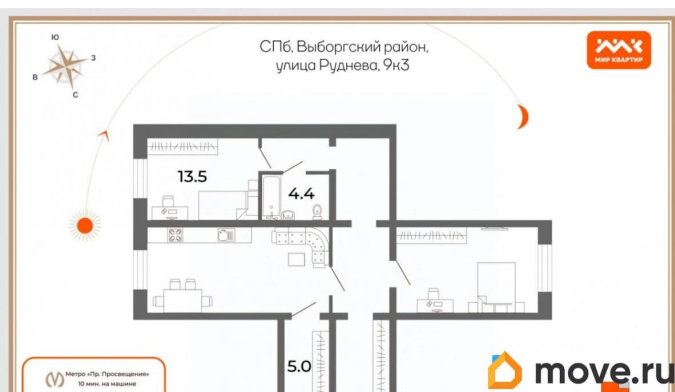 Ю
В
З
С
СПб, Выборгский район,
улица Руднева, 9к3
МИР КВАРТИР
13.5
4.4
5.0
Метро «Пр. Просвещения»
10 мин. на машине
move.ru